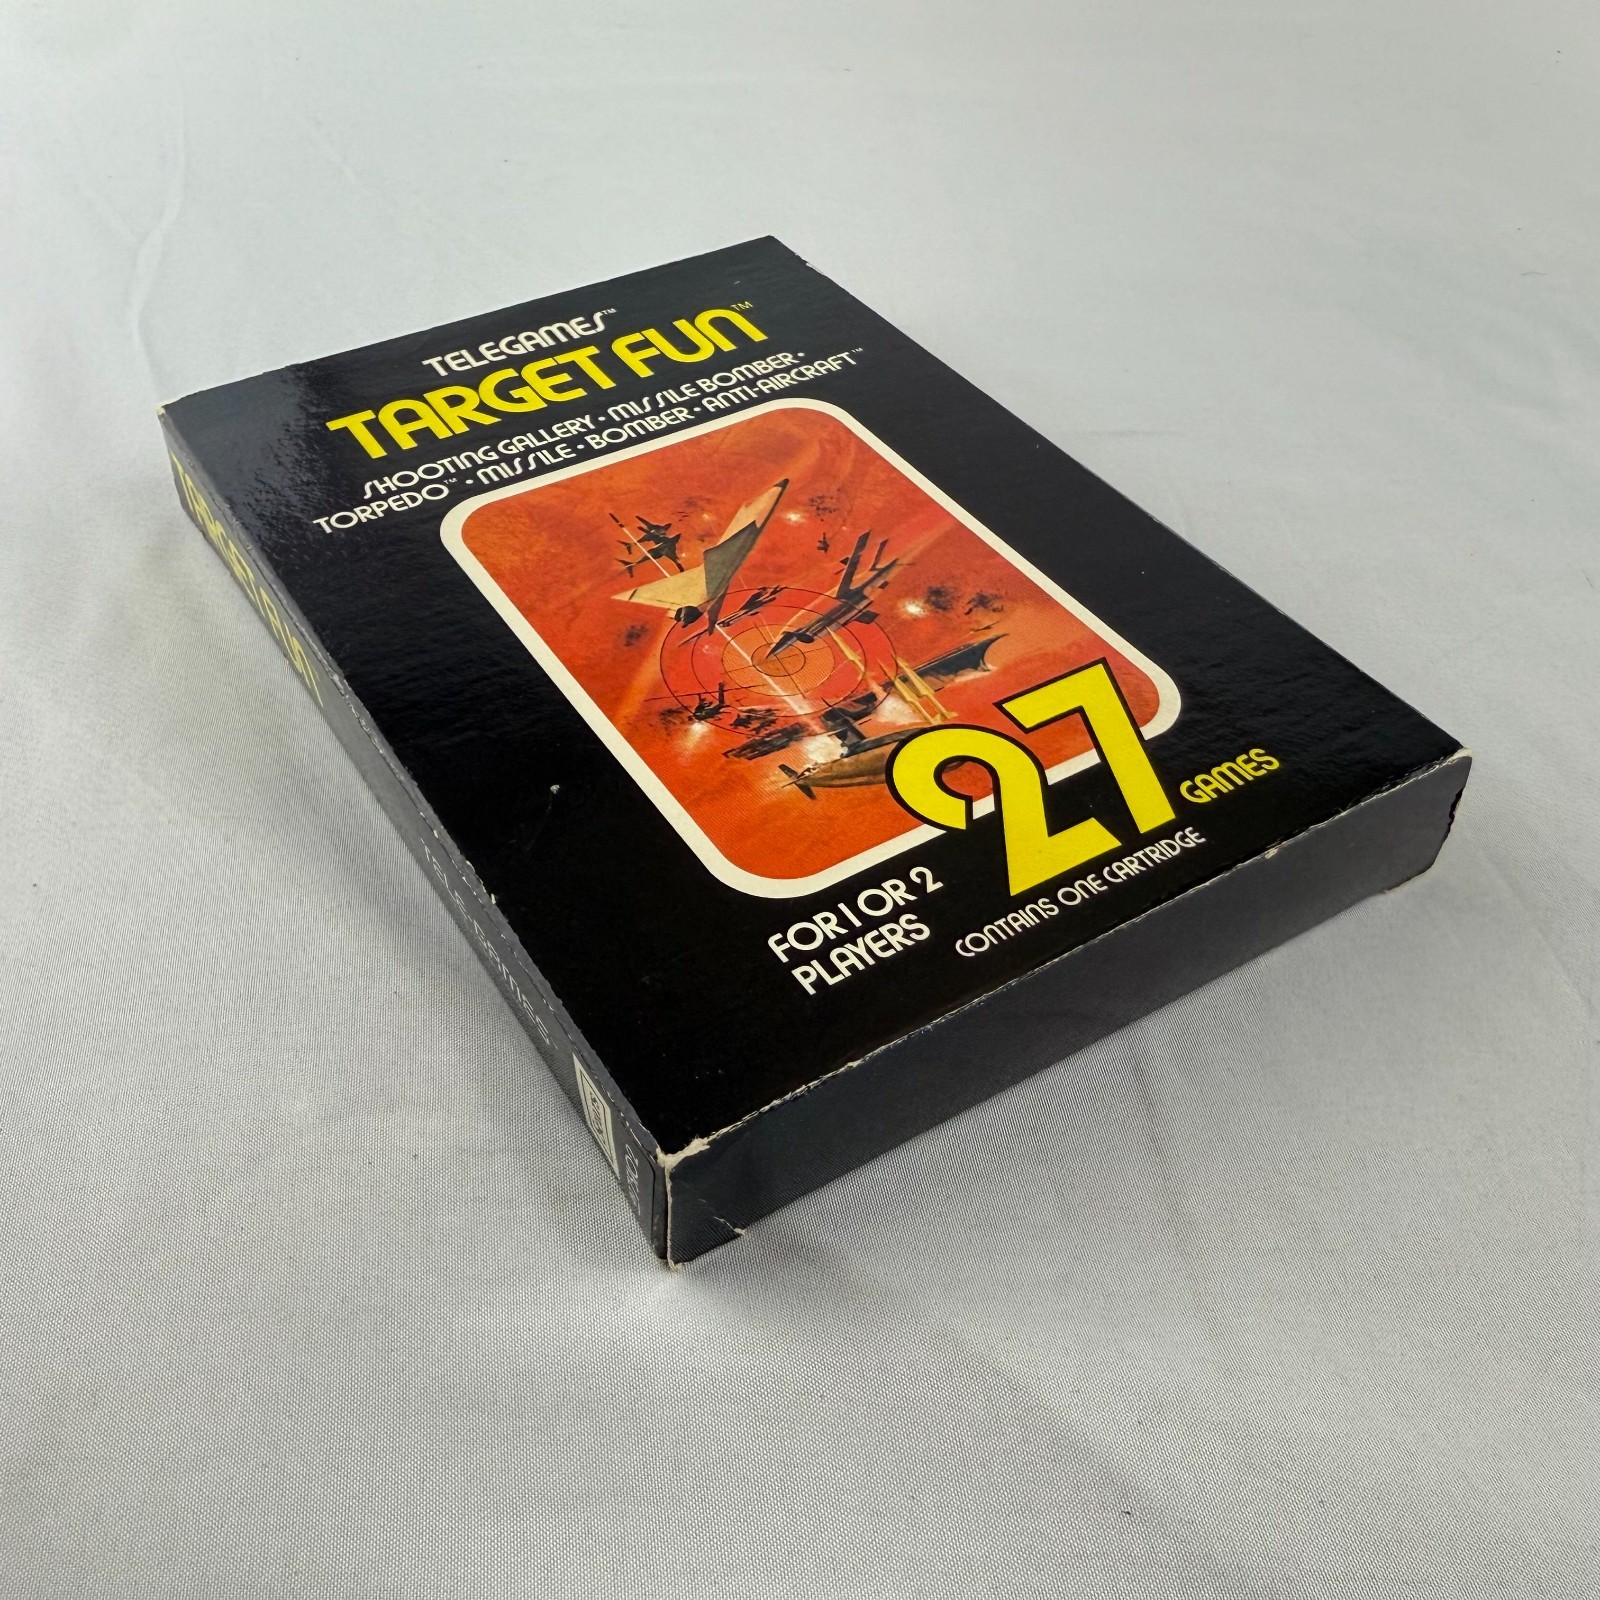 TELEGAMES™
TARGET FUN™
SHOOTING GALLERY • MISSILE BOMBER •
TORPEDO™ • MISSILE • BOMBER • ANTI-AIRCRAFT™
27 GAMES
FOR 1 OR 2
PLAYERS
CONTAINS ONE CARTRIDGE
TARGET FUN
TELEGAMES